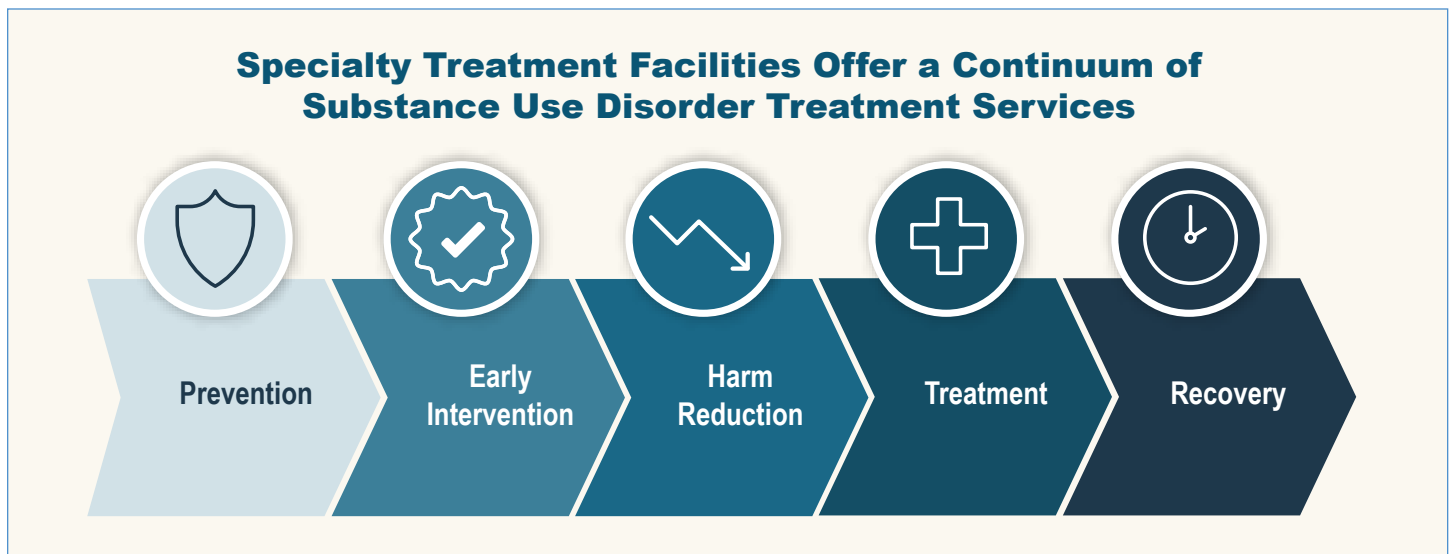 Specialty Treatment Facilities Offer a Continuum of
Substance Use Disorder Treatment Services
Prevention
Early
Intervention
Harm
Reduction
Treatment
Recovery